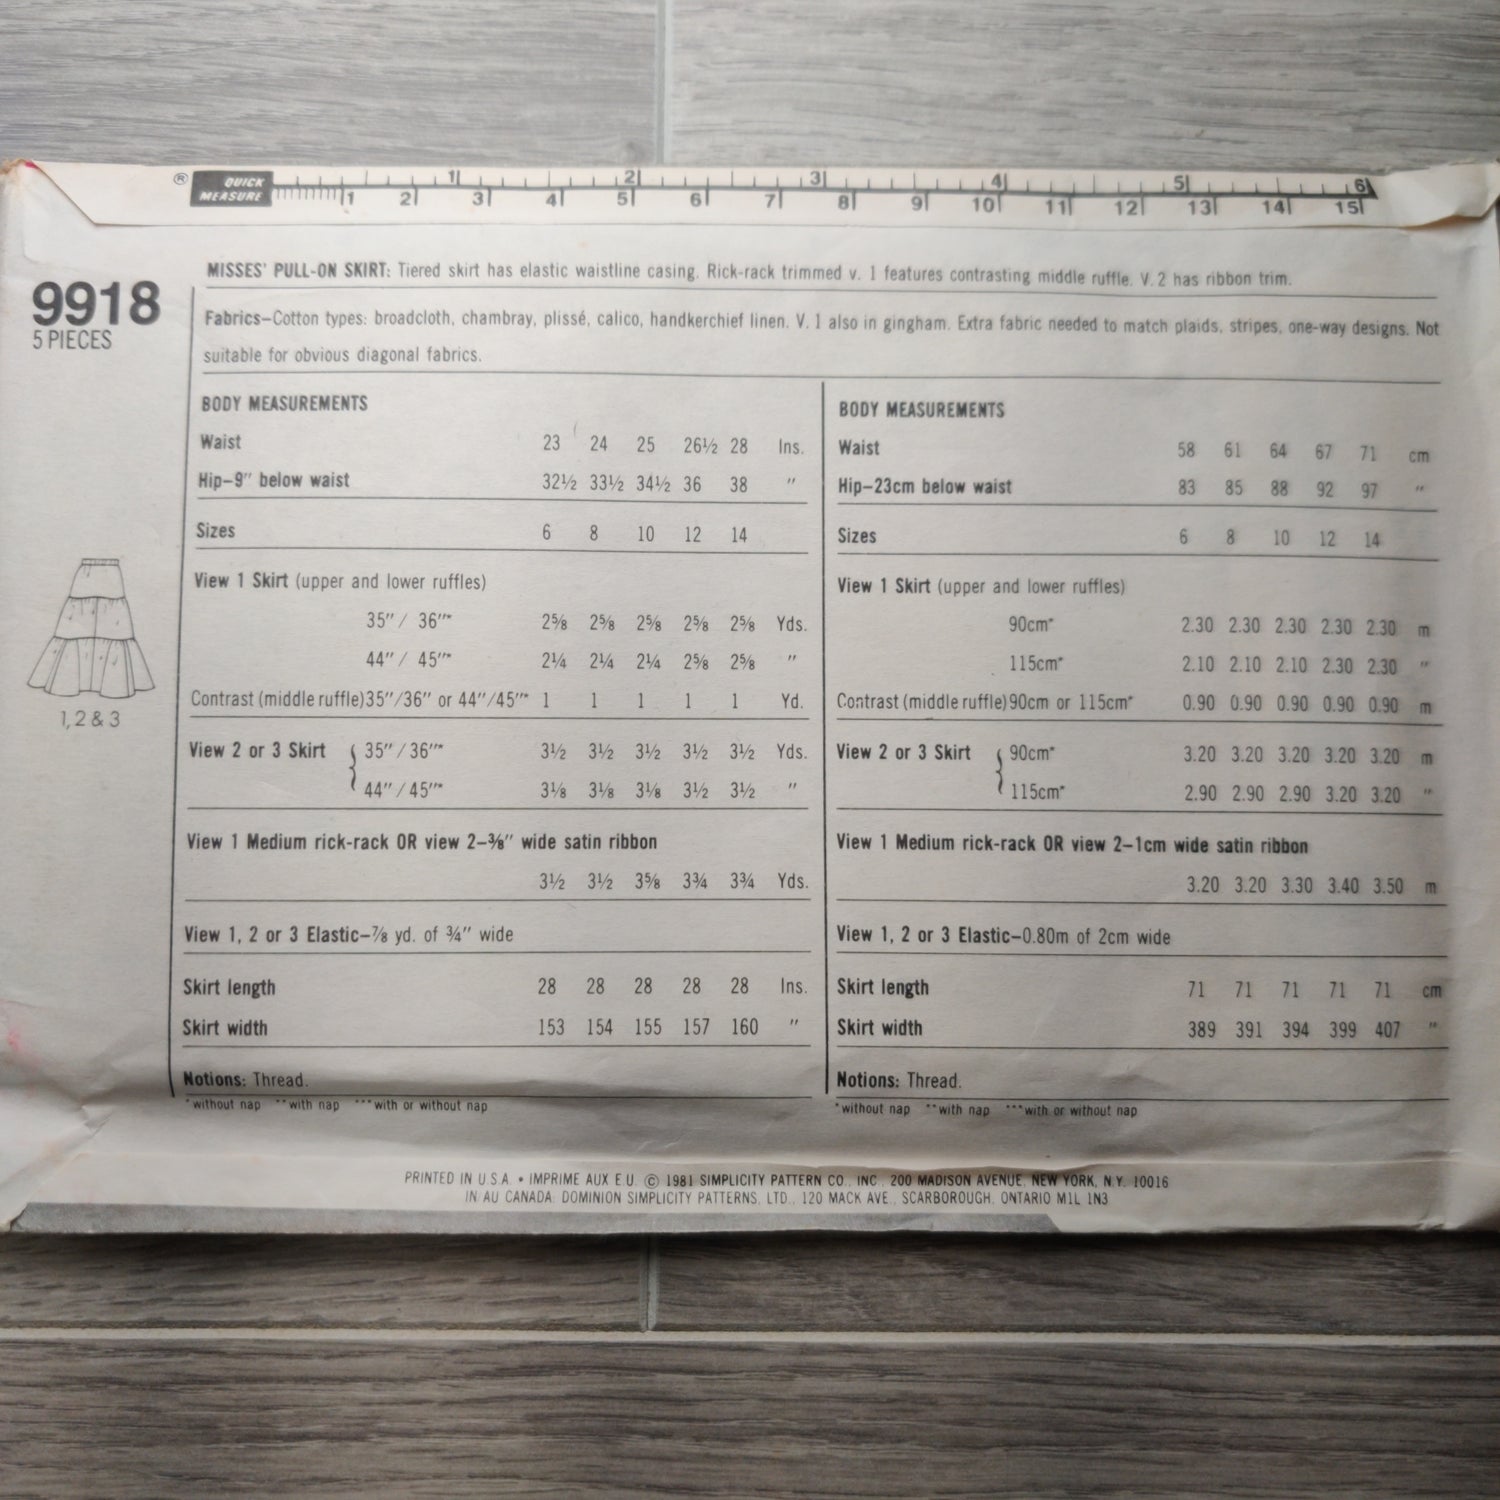 ® QUICK MEASURE
1 2 3 4 5 6
1 2 3 4 5 6 7 8 9 10 11 12 13 14 15
9918
5 PIECES
1, 2 & 3
MISSES' PULL-ON SKIRT: Tiered skirt has elastic waistline casing. Rick-rack trimmed v. 1 features contrasting middle ruffle. V. 2 has ribbon trim.
Fabrics–Cotton types: broadcloth, chambray, plissé, calico, handkerchief linen. V. 1 also in gingham. Extra fabric needed to match plaids, stripes, one-way designs. Not
suitable for obvious diagonal fabrics.
BODY MEASUREMENTS
Waist 23 24 25 26½ 28 Ins.
Hip–9" below waist 32½ 33½ 34½ 36 38 "
Sizes 6 8 10 12 14
View 1 Skirt (upper and lower ruffles)
35" / 36"* 2⅝ 2⅝ 2⅝ 2⅝ 2⅝ Yds.
44" / 45"* 2¼ 2¼ 2¼ 2⅝ 2⅝ "
Contrast (middle ruffle) 35"/36" or 44"/45"* 1 1 1 1 1 Yd.
View 2 or 3 Skirt { 35" / 36"* 3½ 3½ 3½ 3½ 3½ Yds.
44" / 45"* 3⅛ 3⅛ 3⅛ 3½ 3½ "
View 1 Medium rick-rack OR view 2–⅜" wide satin ribbon
3½ 3½ 3⅝ 3¾ 3¾ Yds.
View 1, 2 or 3 Elastic–⅞ yd. of ¾" wide
Skirt length 28 28 28 28 28 Ins.
Skirt width 153 154 155 157 160 "
Notions: Thread.
*without nap **with nap ***with or without nap
BODY MEASUREMENTS
Waist 58 61 64 67 71 cm
Hip–23cm below waist 83 85 88 92 97 "
Sizes 6 8 10 12 14
View 1 Skirt (upper and lower ruffles)
90cm* 2.30 2.30 2.30 2.30 2.30 m
115cm* 2.10 2.10 2.10 2.30 2.30 "
Contrast (middle ruffle) 90cm or 115cm* 0.90 0.90 0.90 0.90 0.90 m
View 2 or 3 Skirt { 90cm* 3.20 3.20 3.20 3.20 3.20 m
115cm* 2.90 2.90 2.90 3.20 3.20 "
View 1 Medium rick-rack OR view 2–1cm wide satin ribbon
3.20 3.20 3.30 3.40 3.50 m
View 1, 2 or 3 Elastic–0.80m of 2cm wide
Skirt length 71 71 71 71 71 cm
Skirt width 389 391 394 399 407 "
Notions: Thread.
*without nap **with nap ***with or without nap
PRINTED IN U.S.A. • IMPRIME AUX E.U. © 1981 SIMPLICITY PATTERN CO., INC., 200 MADISON AVENUE, NEW YORK, N.Y. 10016
IN AU CANADA: DOMINION SIMPLICITY PATTERNS, LTD., 120 MACK AVE., SCARBOROUGH, ONTARIO M1L 1N3